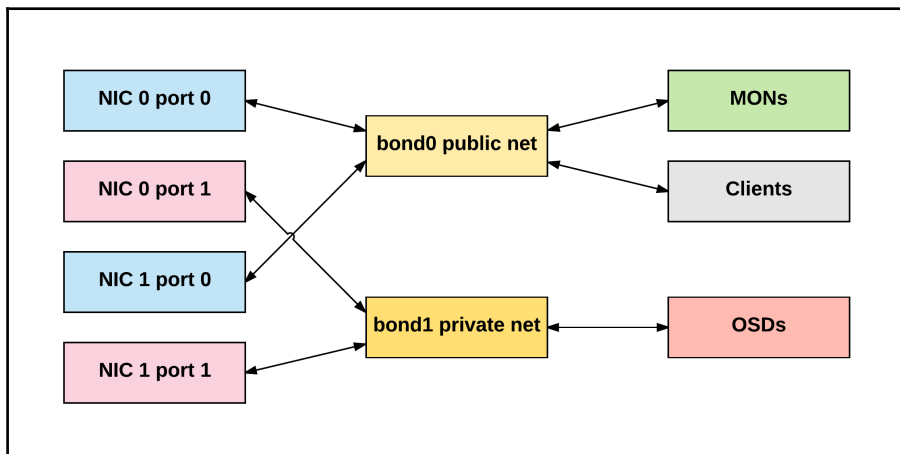 NIC 0 port 0
NIC 0 port 1
NIC 1 port 0
NIC 1 port 1
bond0 public net
bond1 private net
MONs
Clients
OSDs